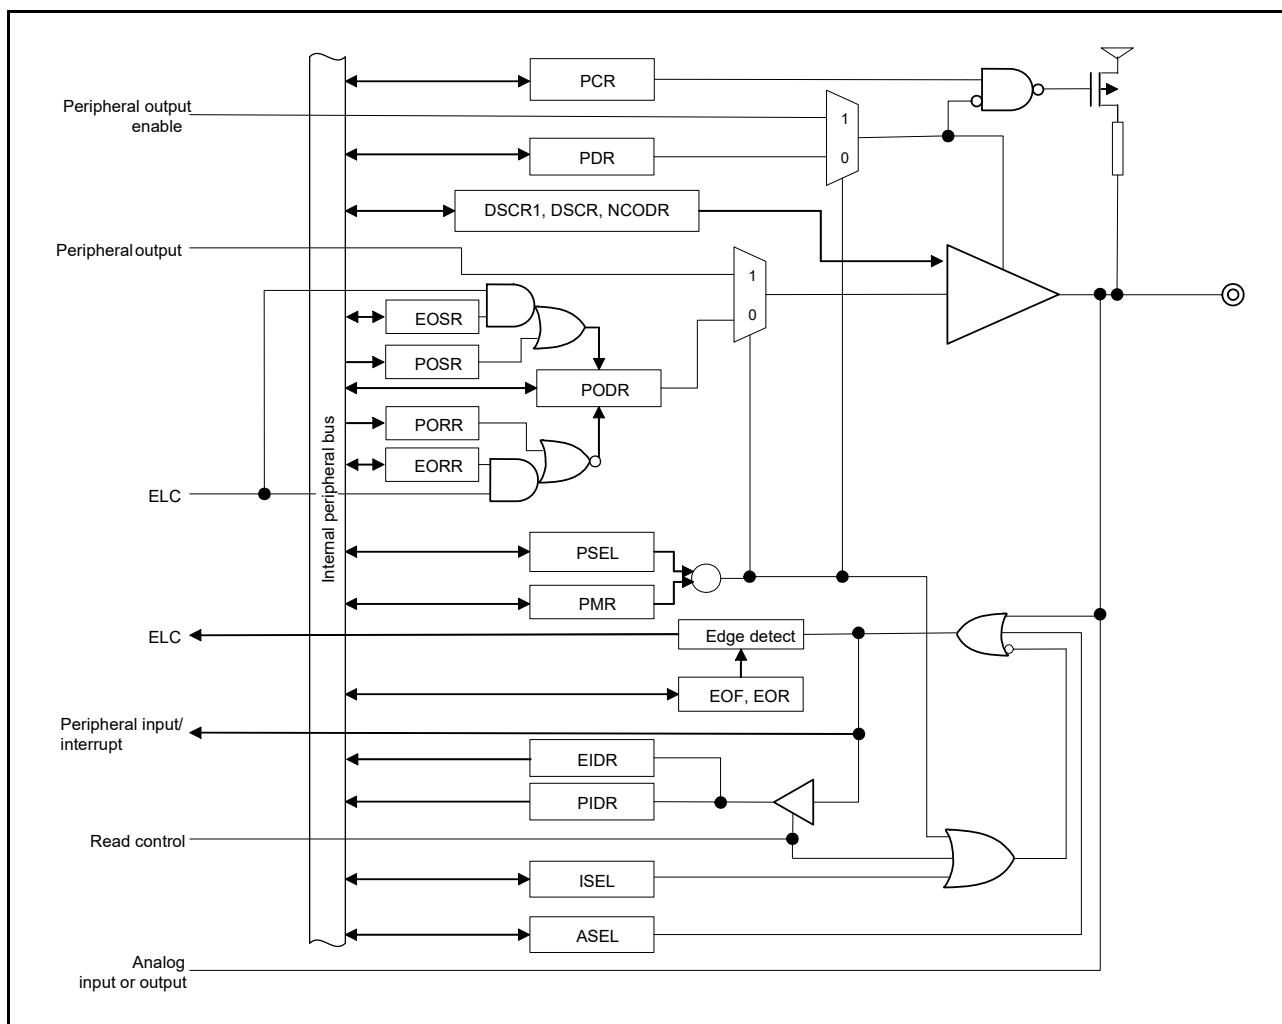 PCR
Peripheral output
enable
1
PDR
0
DSCR1, DSCR, NCODR
Peripheral output
1
EOSR
0
POSR
PODR
PORR
EORR
ELC
Internal peripheral bus
PSEL
PMR
ELC
Edge detect
EOF, EOR
Peripheral input/
interrupt
EIDR
PIDR
Read control
ISEL
ASEL
Analog
input or output